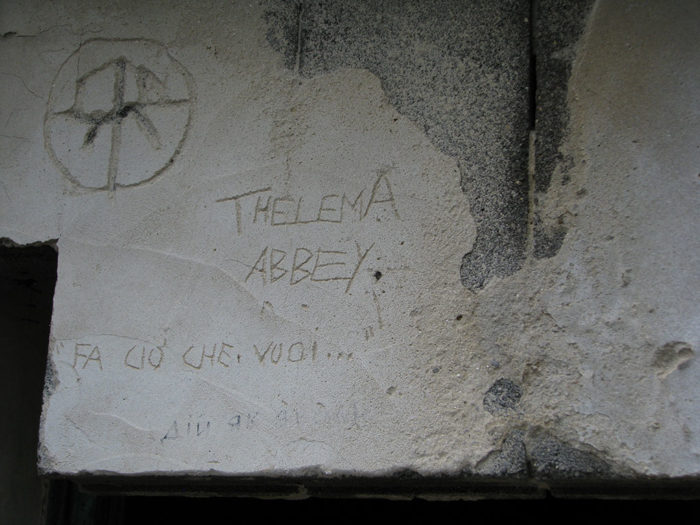 THELEMA
ABBEY.
"FA CIÒ CHE. VUOI..."